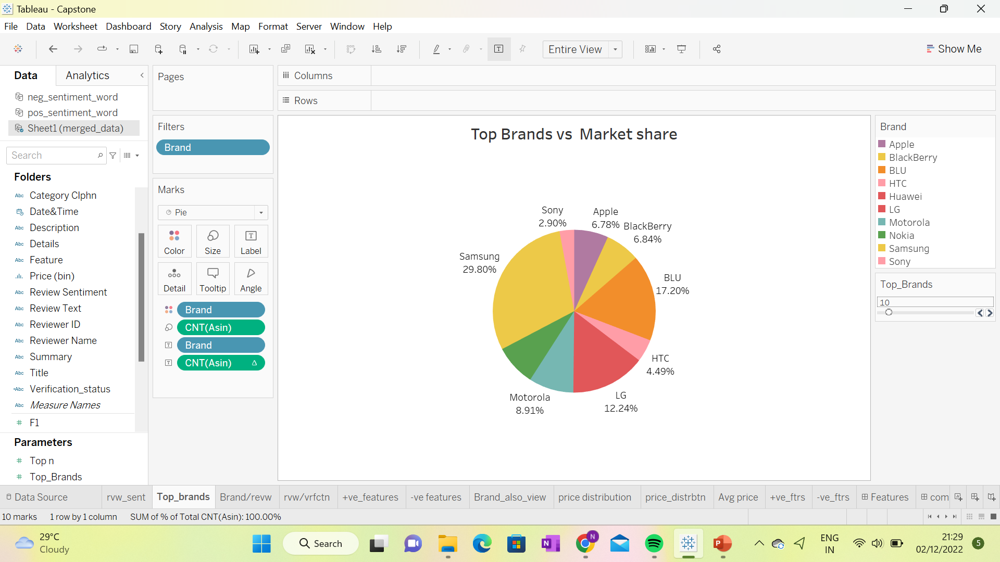 Tableau - Capstone
File Data Worksheet Dashboard Story Analysis Map Format Server Window Help
Entire View
Show Me
Data Analytics
neg_sentiment_word
pos_sentiment_word
Sheet1 (merged_data)
Search
Folders
Category Clphn
Date&Time
Description
Details
Feature
Price (bin)
Review Sentiment
Review Text
Reviewer ID
Reviewer Name
Summary
Title
Verification_status
Measure Names
F1
Parameters
Top n
Top_Brands
Pages
Filters
Brand
Marks
Pie
Color Size Label
Detail Tooltip Angle
Brand
CNT(Asin)
Brand
CNT(Asin) Δ
Columns
Rows
Top Brands vs  Market share
Sony
2.90%
Apple
6.78%
BlackBerry
6.84%
Samsung
29.80%
BLU
17.20%
HTC
4.49%
LG
12.24%
Motorola
8.91%
Brand
Apple
BlackBerry
BLU
HTC
Huawei
LG
Motorola
Nokia
Samsung
Sony
Top_Brands
10
Data Source rvw_sent Top_brands Brand/revw rvw/vrfctn +ve_features -ve features Brand_also_view price distribution price_distrbtn Avg price +ve_ftrs -ve_ftrs Features com
10 marks 1 row by 1 column SUM of % of Total CNT(Asin): 100.00%
29°C
Cloudy
Search
ENG
IN
21:29
02/12/2022
5